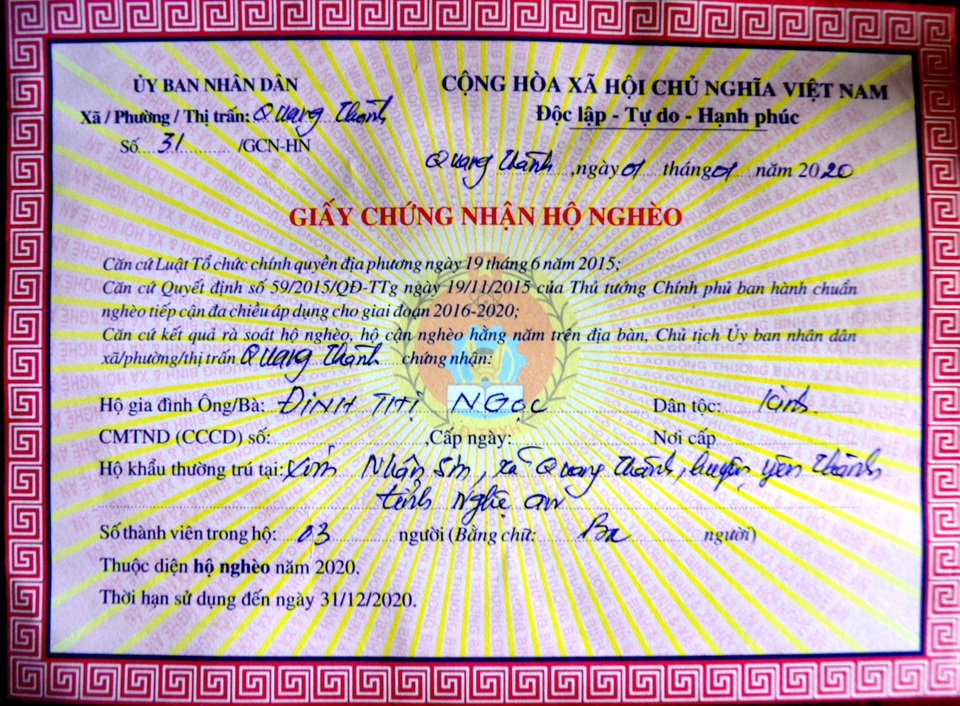 ỦY BAN NHÂN DÂN
CỘNG HÒA XÃ HỘI CHỦ NGHĨA VIỆT NAM
Xã / Phường / Thị trấn: Quang Thành
Độc lập - Tự do - Hạnh phúc
Số....31............/GCN-HN
Quang Thành, ngày 01 tháng 01 năm 2020
GIẤY CHỨNG NHẬN HỘ NGHÈO
Căn cứ Luật Tổ chức chính quyền địa phương ngày 19 tháng 6 năm 2015;
Căn cứ Quyết định số 59/2015/QĐ-TTg ngày 19/11/2015 của Thủ tướng Chính phủ ban hành chuẩn
nghèo tiếp cận đa chiều áp dụng cho giai đoạn 2016-2020;
Căn cứ kết quả rà soát hộ nghèo, hộ cận nghèo hằng năm trên địa bàn, Chủ tịch Ủy ban nhân dân
xã/phường/thị trấn Quang Thành chứng nhận:
Hộ gia đình Ông/Bà: ĐINH THỊ NGỌC Dân tộc: Kinh
CMTND (CCCD) số: ,Cấp ngày: Nơi cấp
Hộ khẩu thường trú tại: Xóm Nhân Sơn, xã Quang Thành, huyện yên Thành
tỉnh Nghệ an
Số thành viên trong hộ: 03 người (Bằng chữ: Ba người)
Thuộc diện hộ nghèo năm 2020.
Thời hạn sử dụng đến ngày 31/12/2020.